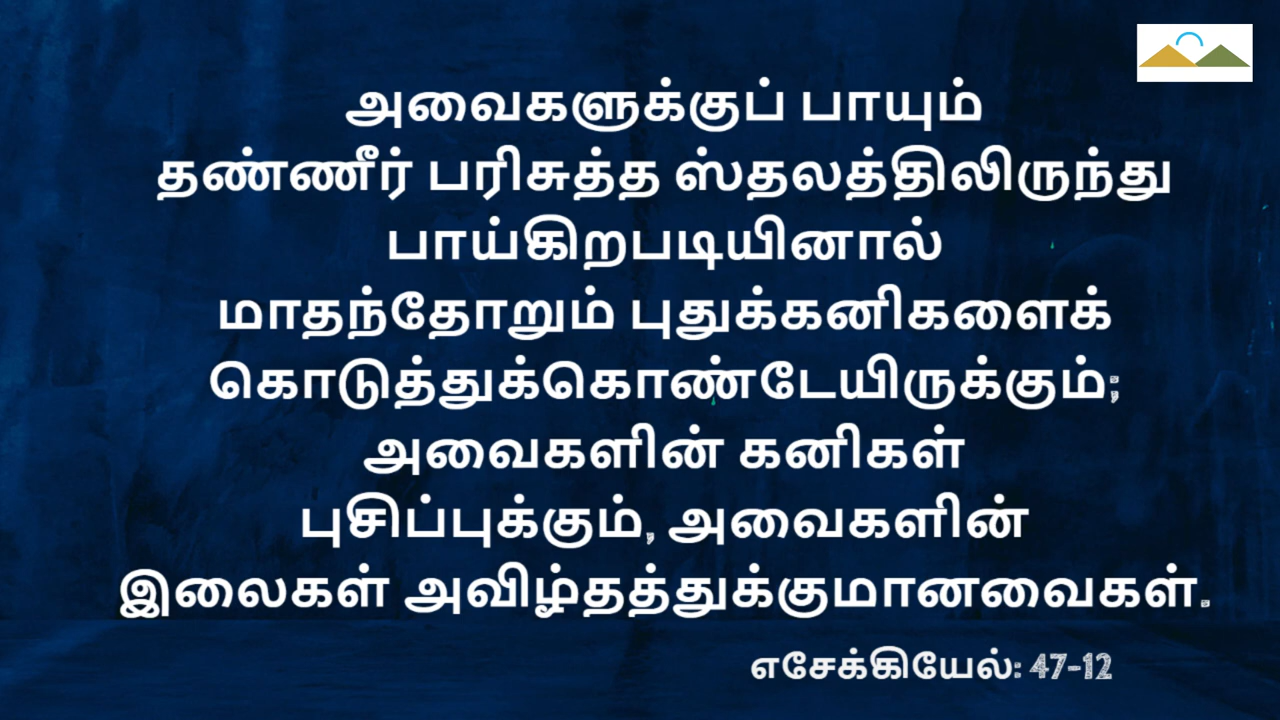 அவைகளுக்குப் பாயும்
தண்ணீர் பரிசுத்த ஸ்தலத்திலிருந்து
பாய்கிறபடியினால்
மாதந்தோறும் புதுக்கனிகளைக்
கொடுத்துக்கொண்டேயிருக்கும்;
அவைகளின் கனிகள்
புசிப்புக்கும், அவைகளின்
இலைகள் அவிழ்தத்துக்குமானவைகள்.
எசேக்கியேல்: 47-12